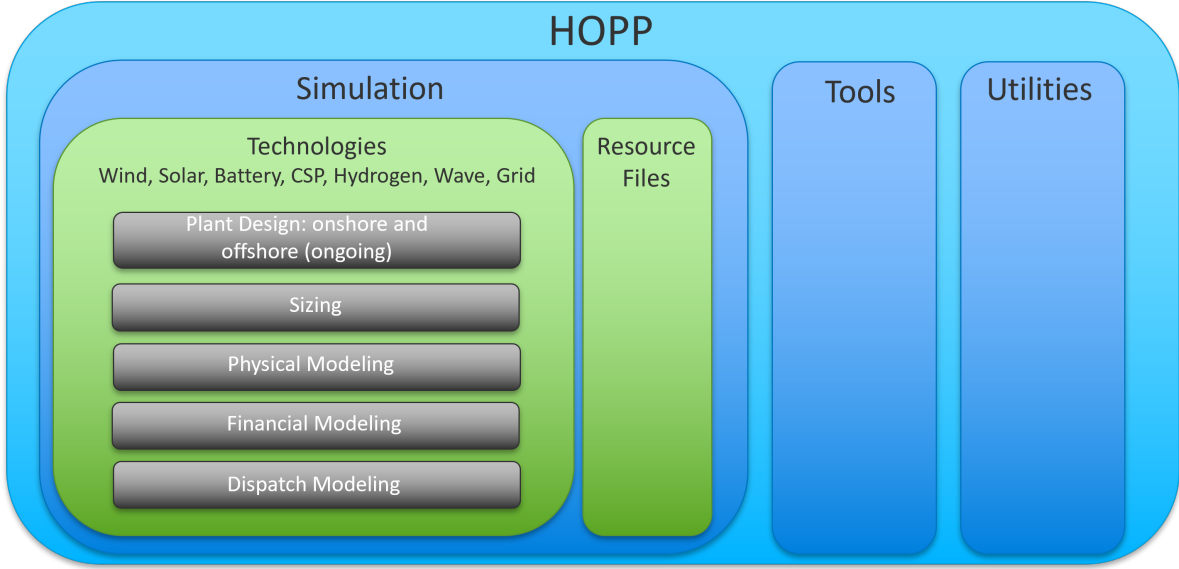 HOPP
Simulation
Technologies
Wind, Solar, Battery, CSP, Hydrogen, Wave, Grid
Plant Design: onshore and
offshore (ongoing)
Sizing
Physical Modeling
Financial Modeling
Dispatch Modeling
Resource
Files
Tools
Utilities